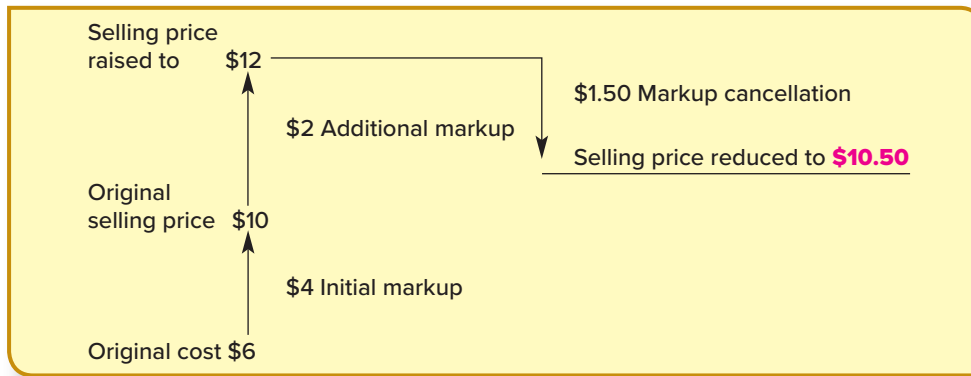 Selling price
raised to $12
$1.50 Markup cancellation
$2 Additional markup
Selling price reduced to $10.50
Original
selling price $10
$4 Initial markup
Original cost $6